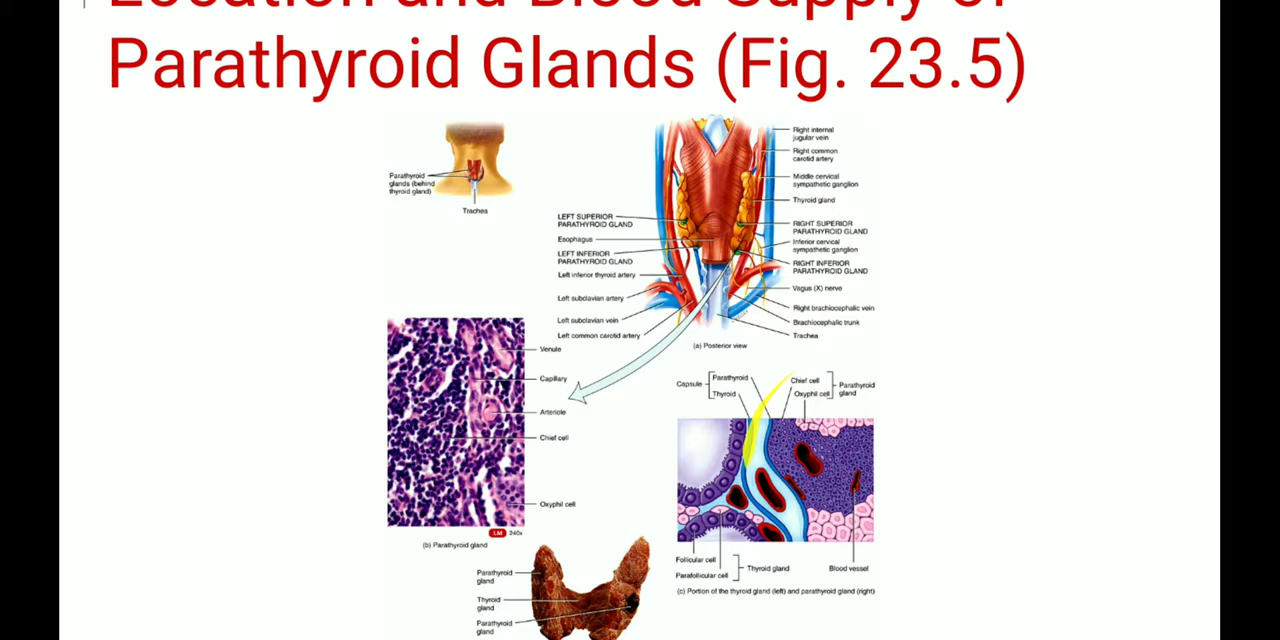 Location and Blood Supply of
Parathyroid Glands (Fig. 23.5)
Parathyroid
glands (behind
thyroid gland)
Trachea
LEFT SUPERIOR
PARATHYROID GLAND
Esophagus
LEFT INFERIOR
PARATHYROID GLAND
Left inferior thyroid artery
Left subclavian artery
Left subclavian vein
Left common carotid artery
Right internal
jugular vein
Right common
carotid artery
Middle cervical
sympathetic ganglion
Thyroid gland
RIGHT SUPERIOR
PARATHYROID GLAND
Inferior cervical
sympathetic ganglion
RIGHT INFERIOR
PARATHYROID GLAND
Vagus (X) nerve
Right brachiocephalic vein
Brachiocephalic trunk
Trachea
(a) Posterior view
Venule
Capillary
Arteriole
Chief cell
Oxyphil cell
LM 240x
(b) Parathyroid gland
Capsule
Parathyroid
Thyroid
Chief cell
Oxyphil cell
Parathyroid
gland
Follicular cell
Parafollicular cell
Thyroid gland
Blood vessel
(c) Portion of the thyroid gland (left) and parathyroid gland (right)
Parathyroid
gland
Thyroid
gland
Parathyroid
gland